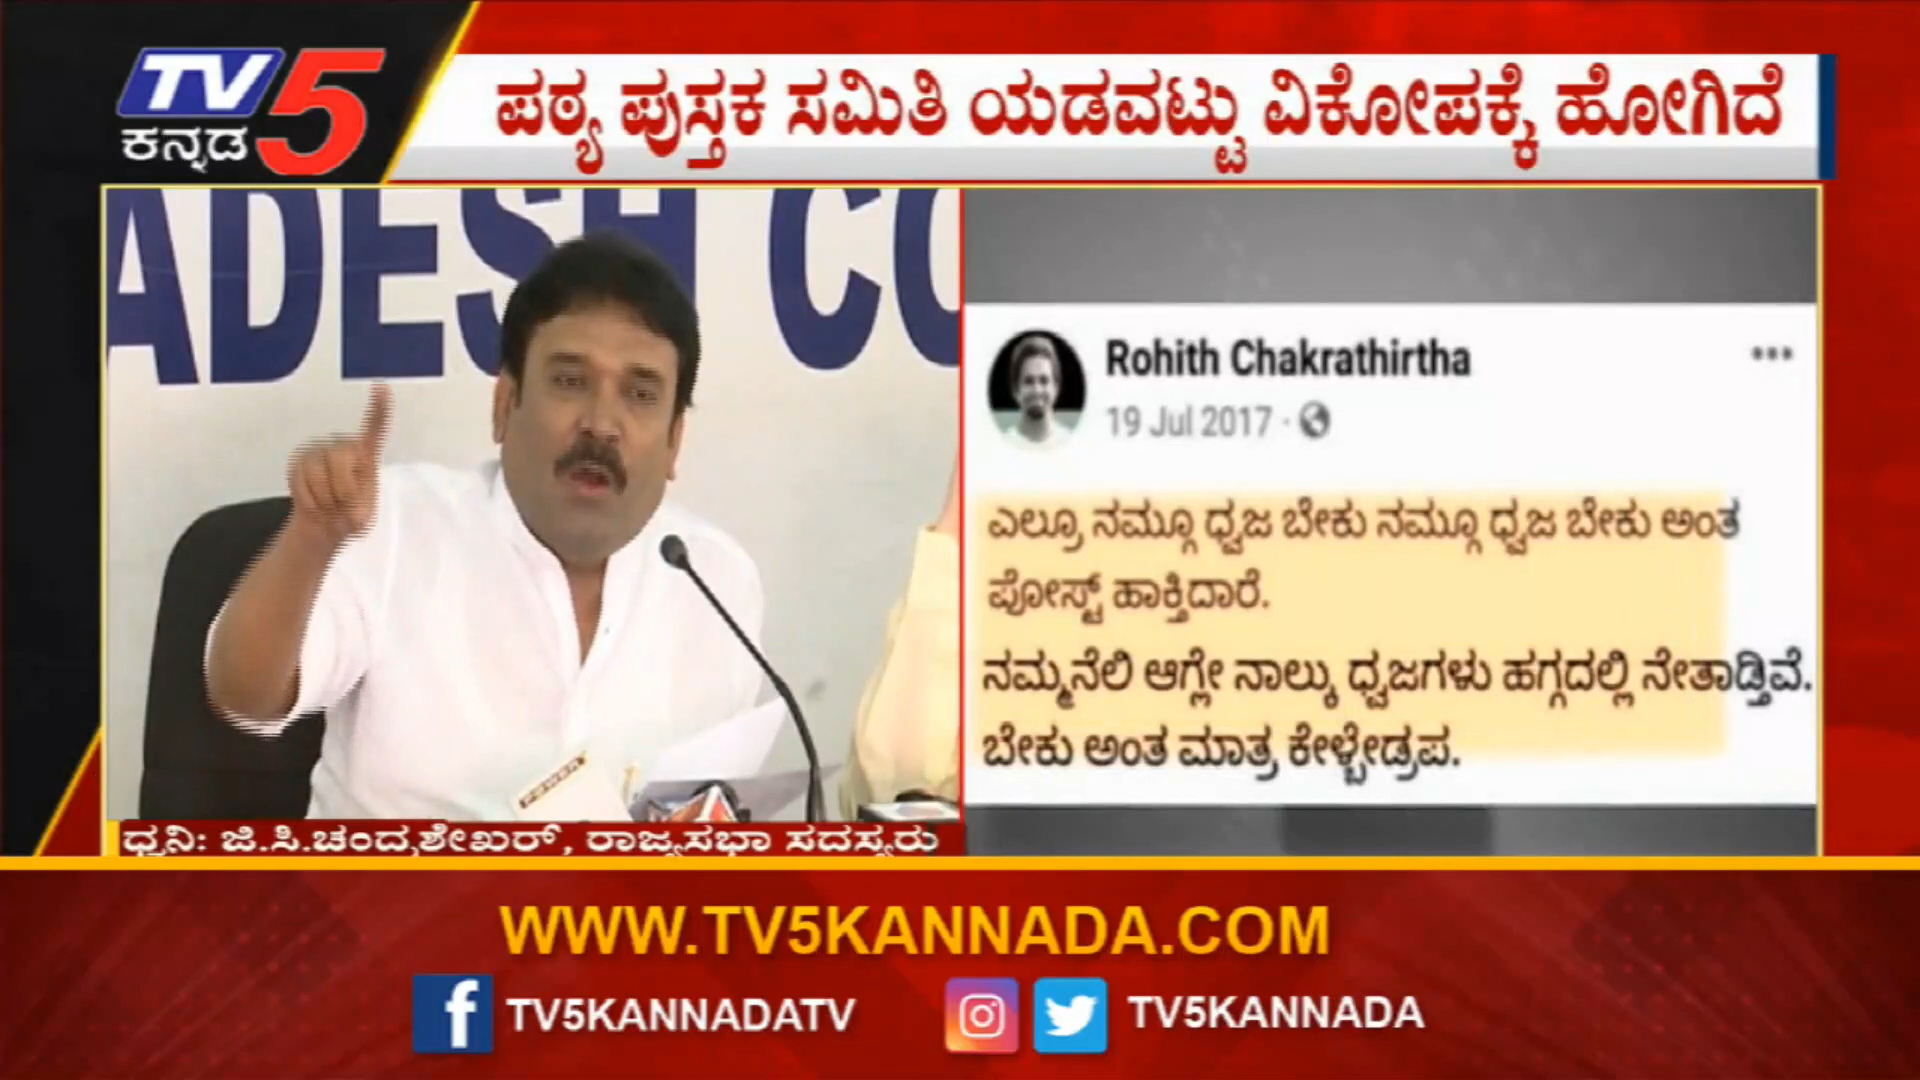 TV5
ಕನ್ನಡ
ಪಠ್ಯ ಪುಸ್ತಕ ಸಮಿತಿ ಯಡವಟ್ಟು ವಿಕೋಪಕ್ಕೆ ಹೋಗಿದೆ
ADESH CO
Rohith Chakrathirtha
19 Jul 2017 ·
ಎಲ್ರೂ ನಮ್ಗೂ ಧ್ವಜ ಬೇಕು ನಮ್ಗೂ ಧ್ವಜ ಬೇಕು ಅಂತ
ಪೋಸ್ಟ್ ಹಾಕ್ತಿದಾರೆ.
ನಮ್ಮನೆಲಿ ಆಗ್ಲೇ ನಾಲ್ಕು ಧ್ವಜಗಳು ಹಗ್ಗದಲ್ಲಿ ನೇತಾಡ್ತಿವೆ.
ಬೇಕು ಅಂತ ಮಾತ್ರ ಕೇಳ್ಬೇಡ್ರಪ.
ಧ್ವನಿ: ಜಿ.ಸಿ.ಚಂದ್ರಶೇಖರ್, ರಾಜ್ಯಸಭಾ ಸದಸ್ಯರು
WWW.TV5KANNADA.COM
TV5KANNADATV
TV5KANNADA